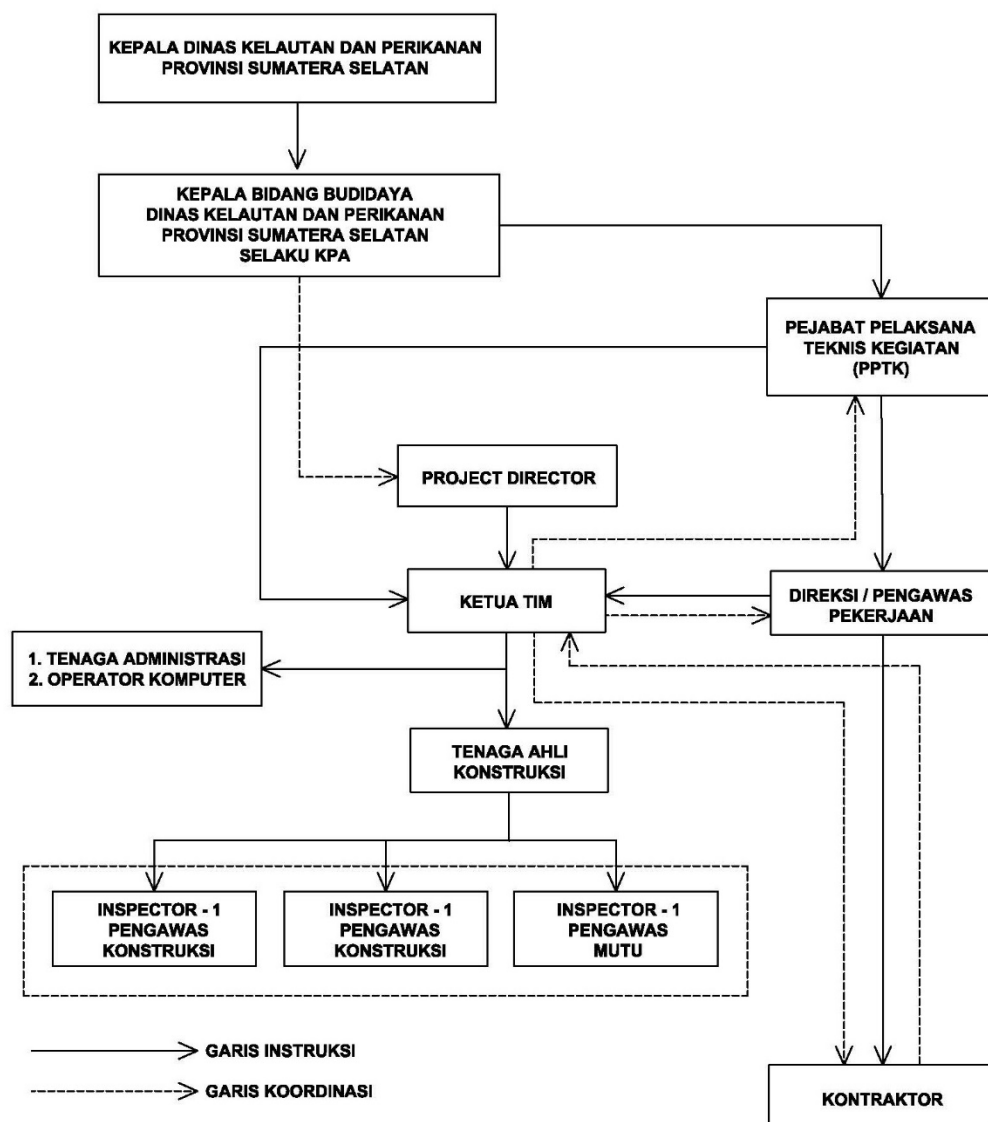 KEPALA DINAS KELAUTAN DAN PERIKANAN
PROVINSI SUMATERA SELATAN
KEPALA BIDANG BUDIDAYA
DINAS KELAUTAN DAN PERIKANAN
PROVINSI SUMATERA SELATAN
SELAKU KPA
PEJABAT PELAKSANA
TEKNIS KEGIATAN
(PPTK)
PROJECT DIRECTOR
KETUA TIM
DIREKSI / PENGAWAS
PEKERJAAN
1. TENAGA ADMINISTRASI
2. OPERATOR KOMPUTER
TENAGA AHLI
KONSTRUKSI
INSPECTOR - 1
PENGAWAS
KONSTRUKSI
INSPECTOR - 1
PENGAWAS
KONSTRUKSI
INSPECTOR - 1
PENGAWAS
MUTU
GARIS INSTRUKSI
GARIS KOORDINASI
KONTRAKTOR